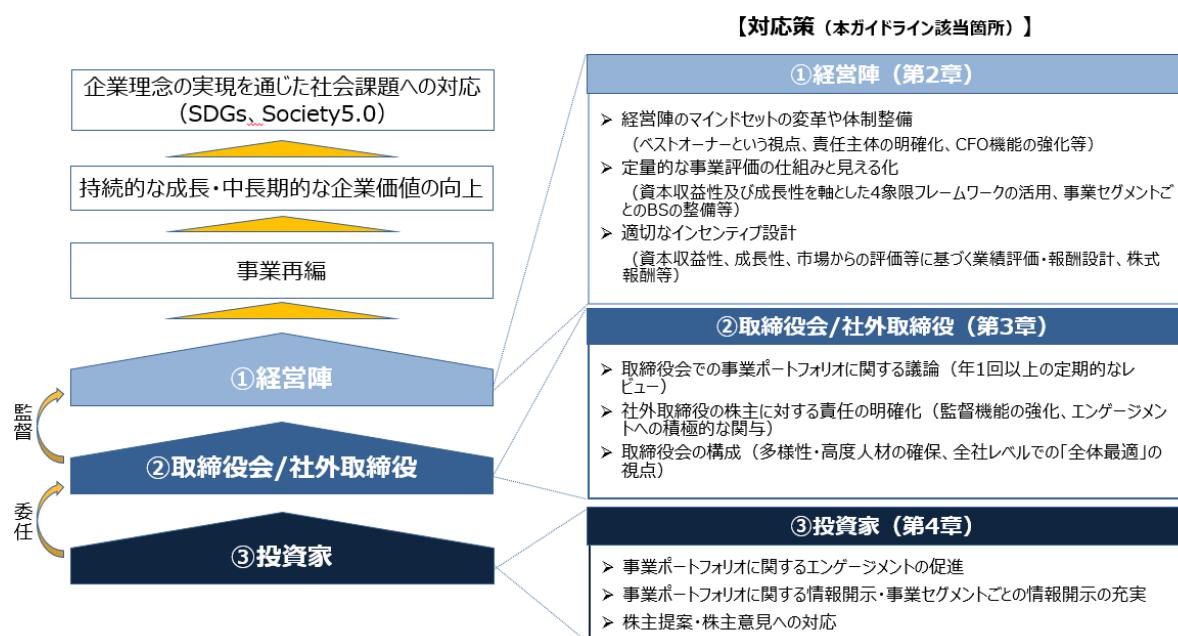 企業理念の実現を通じた社会課題への対応
（SDGs、Society5.0）
持続的な成長・中長期的な企業価値の向上
事業再編
①経営陣
監督
②取締役会/社外取締役
委任
③投資家
【対応策（本ガイドライン該当箇所）】
①経営陣（第2章）
➢ 経営陣のマインドセットの変革や体制整備
（ベストオーナーという視点、責任主体の明確化、CFO機能の強化等）
➢ 定量的な事業評価の仕組みと見える化
（資本収益性及び成長性を軸とした4象限フレームワークの活用、事業セグメントご
とのBSの整備等）
➢ 適切なインセンティブ設計
（資本収益性、成長性、市場からの評価等に基づく業績評価・報酬設計、株式
報酬等）
②取締役会/社外取締役（第3章）
➢ 取締役会での事業ポートフォリオに関する議論（年1回以上の定期的なレ
ビュー）
➢ 社外取締役の株主に対する責任の明確化（監督機能の強化、エンゲージメン
トへの積極的な関与）
➢ 取締役会の構成（多様性・高度人材の確保、全社レベルでの「全体最適」の
視点）
③投資家（第4章）
➢ 事業ポートフォリオに関するエンゲージメントの促進
➢ 事業ポートフォリオに関する情報開示・事業セグメントごとの情報開示の充実
➢ 株主提案・株主意見への対応